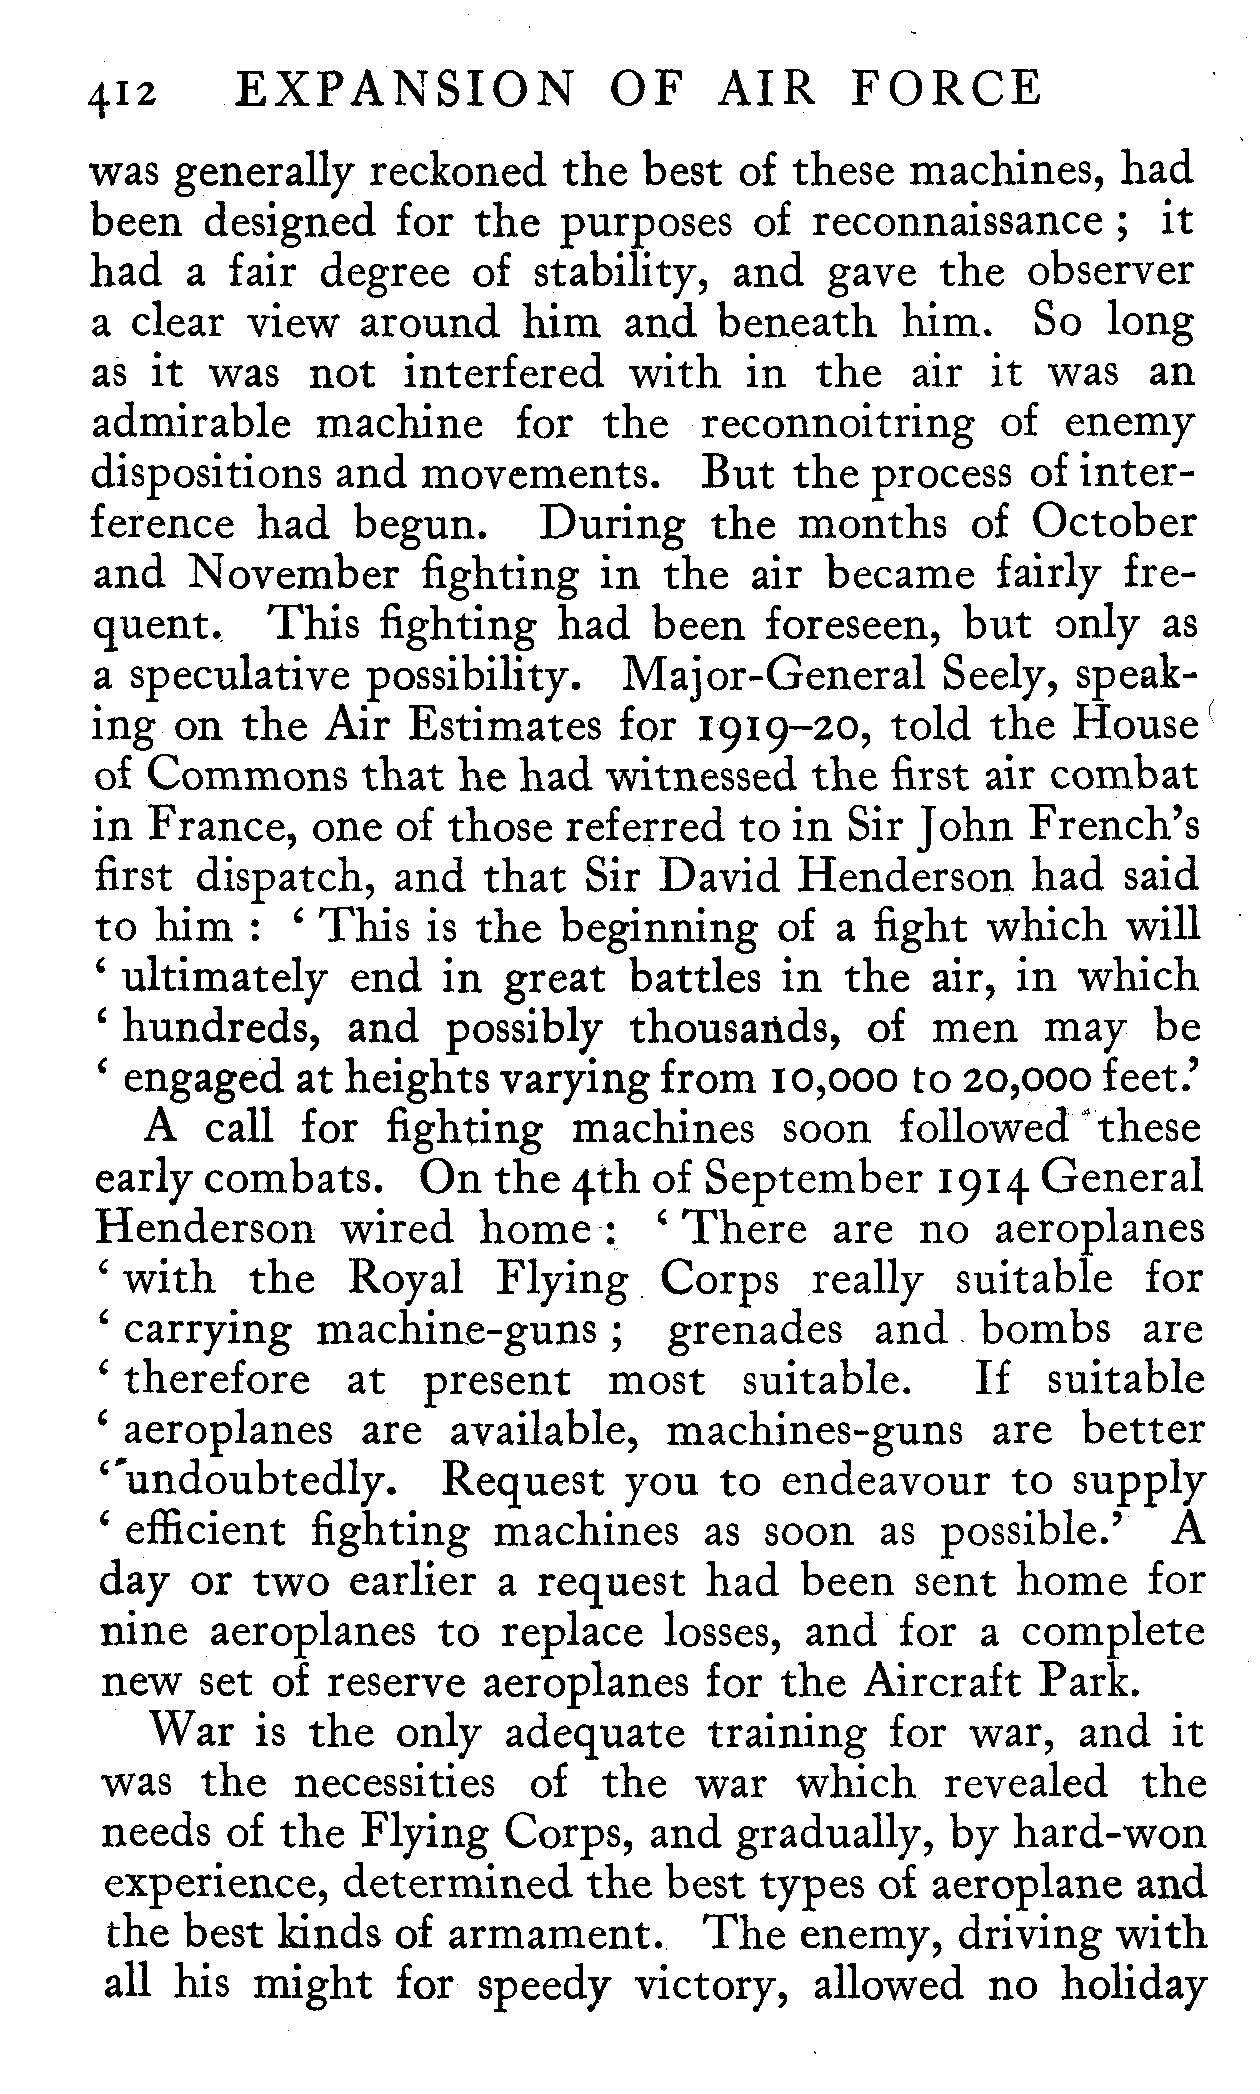 412 EXPANSION OF AIR FORCE
was generally reckoned the best of these machines, had
been designed for the purposes of reconnaissance ; it
had a fair degree of stability, and gave the observer
a clear view around him and beneath him. So long
as it was not interfered with in the air it was an
admirable machine for the reconnoitring of enemy
dispositions and movements. But the process of inter-
ference had begun. During the months of October
and November fighting in the air became fairly fre-
quent. This fighting had been foreseen, but only as
a speculative possibility. Major-General Seely, speak-
ing on the Air Estimates for 1919–20, told the House
of Commons that he had witnessed the first air combat
in France, one of those referred to in Sir John French’s
first dispatch, and that Sir David Henderson had said
to him : ‘ This is the beginning of a fight which will
‘ ultimately end in great battles in the air, in which
‘ hundreds, and possibly thousands, of men may be
‘ engaged at heights varying from 10,000 to 20,000 feet.’
A call for fighting machines soon followed these
early combats. On the 4th of September 1914 General
Henderson wired home : ‘ There are no aeroplanes
‘ with the Royal Flying Corps really suitable for
‘ carrying machine-guns ; grenades and bombs are
‘ therefore at present most suitable. If suitable
‘ aeroplanes are available, machines-guns are better
‘ undoubtedly. Request you to endeavour to supply
‘ efficient fighting machines as soon as possible.’ A
day or two earlier a request had been sent home for
nine aeroplanes to replace losses, and for a complete
new set of reserve aeroplanes for the Aircraft Park.
War is the only adequate training for war, and it
was the necessities of the war which revealed the
needs of the Flying Corps, and gradually, by hard-won
experience, determined the best types of aeroplane and
the best kinds of armament. The enemy, driving with
all his might for speedy victory, allowed no holiday